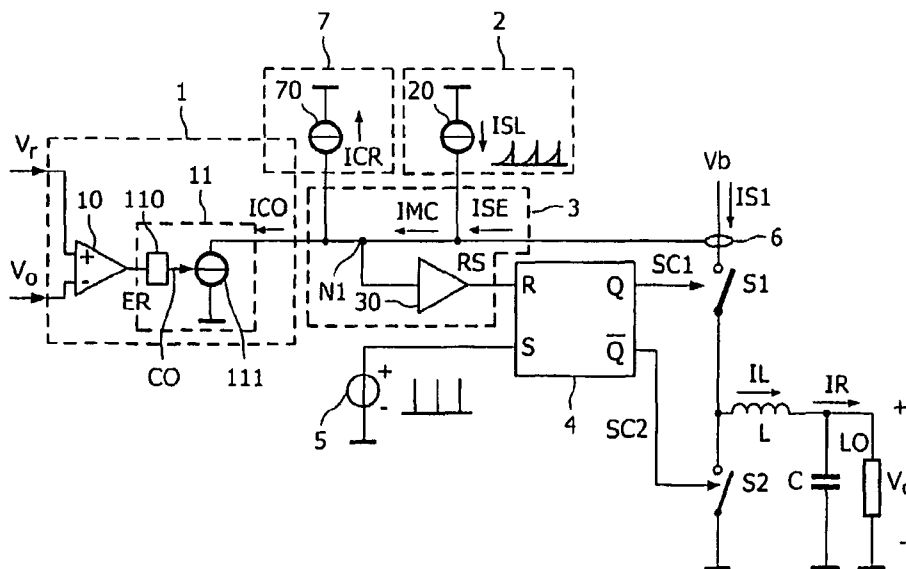 7
2
1
70
20
Vr
ISL
ICR
Vb
11
110
10
ICO
IMC
ISE
3
IS1
6
+
-
Vo
ER
N1
30
RS
SC1
S1
R
Q
S
Q̅
CO
111
5
+
-
4
IL
IR
+
L
SC2
LO
S2
C
-